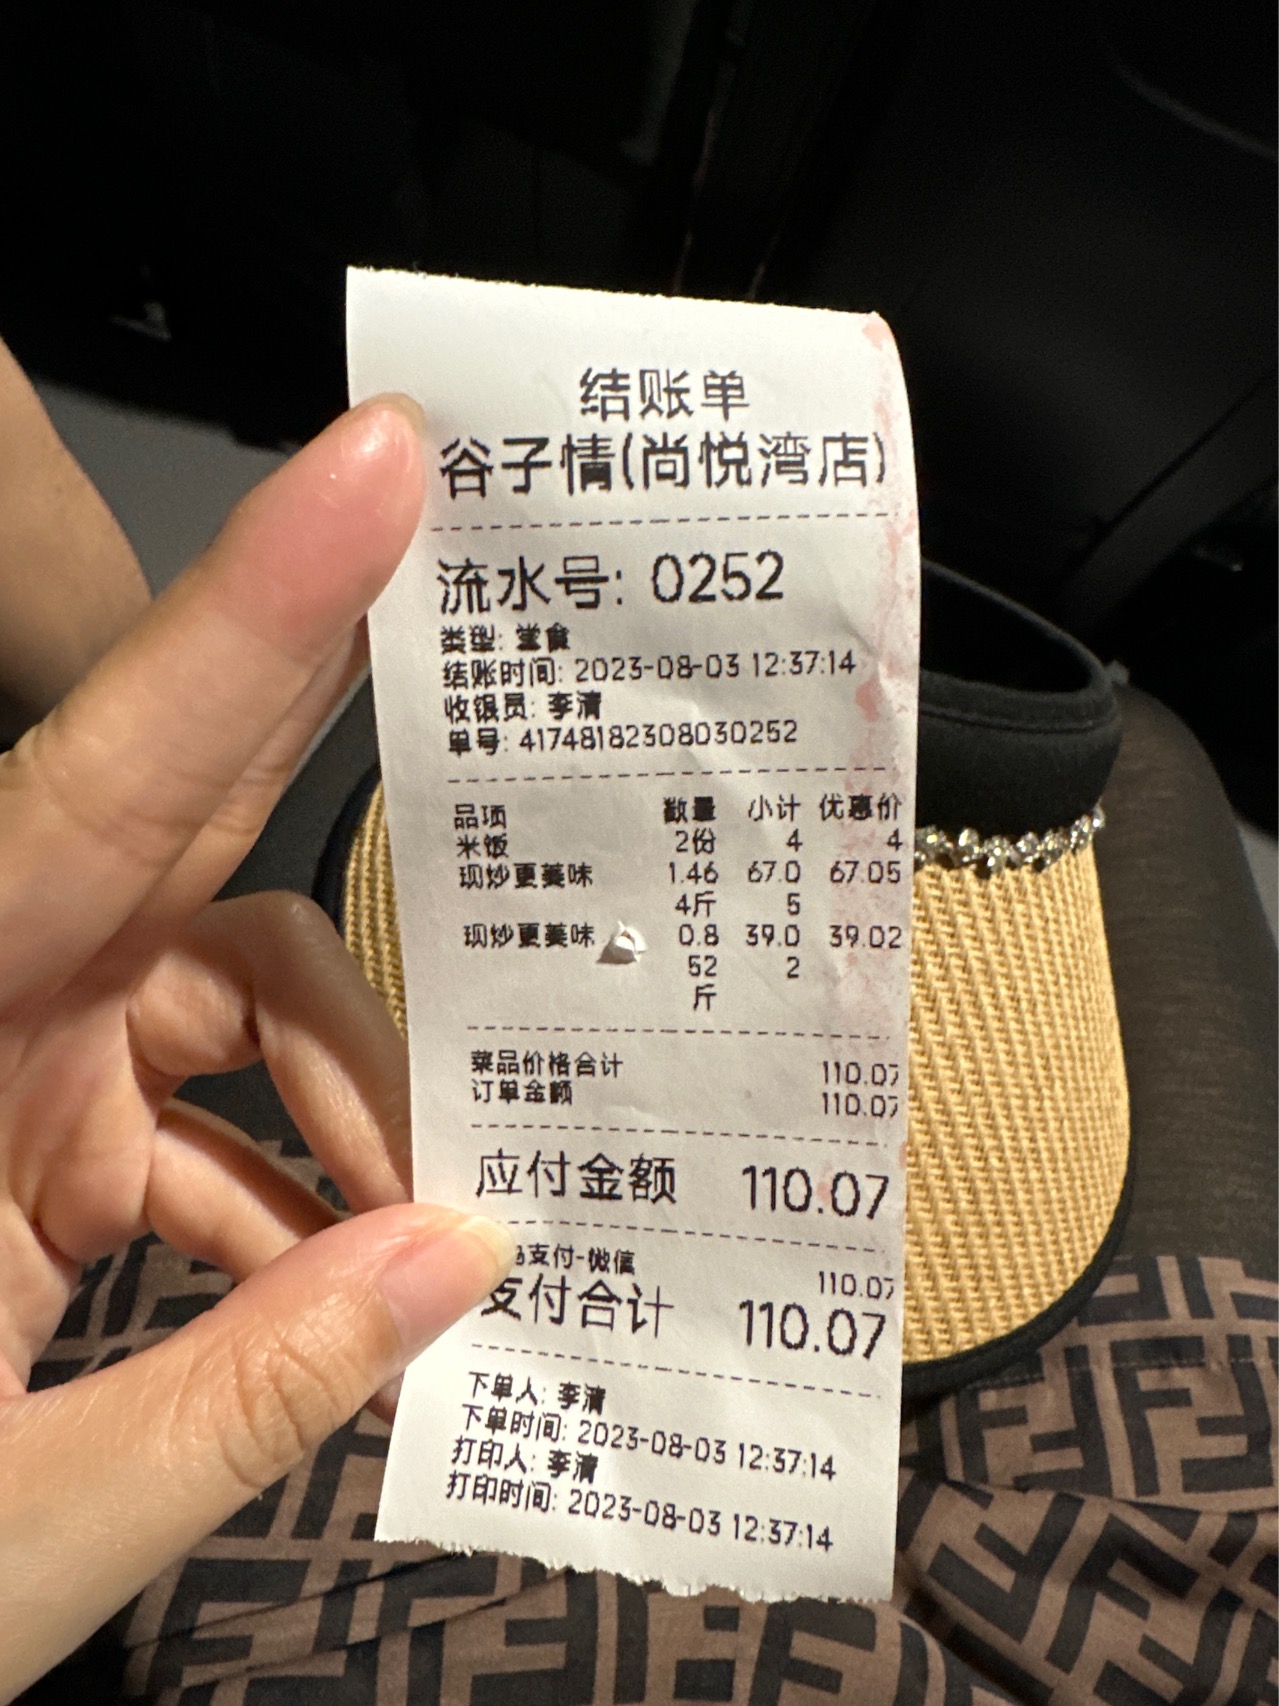 结账单
谷子情(尚悦湾店)
流水号: 0252
类型: 堂食
结账时间: 2023-08-03 12:37:14
收银员: 李清
单号: 41748182308030252
品项 数量 小计 优惠价
米饭 2份 4 4
现炒更美味 1.46 67.0 67.05
4斤 5
现炒更美味 0.8 39.0 39.02
52 2
斤
菜品价格合计 110.07
订单金额 110.07
应付金额 110.07
支付-微信 110.07
支付合计 110.07
下单人: 李清
下单时间: 2023-08-03 12:37:14
打印人: 李清
打印时间: 2023-08-03 12:37:14